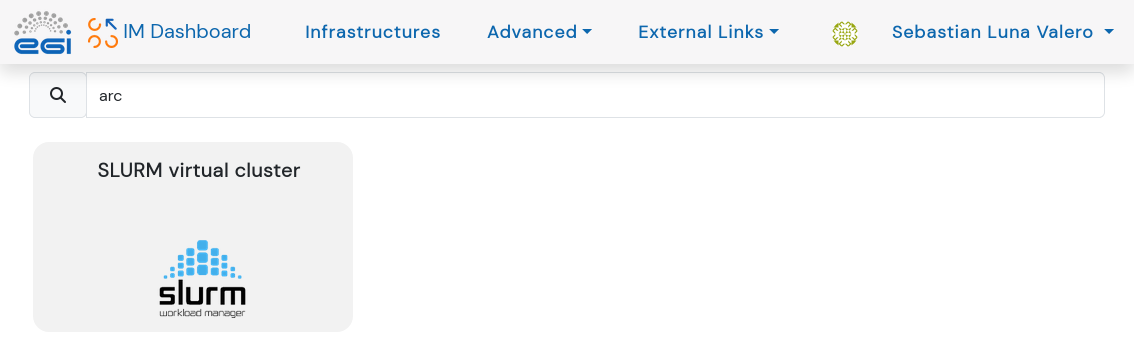 egi IM Dashboard Infrastructures Advanced External Links Sebastian Luna Valero
arc
SLURM virtual cluster
slurm
workload manager